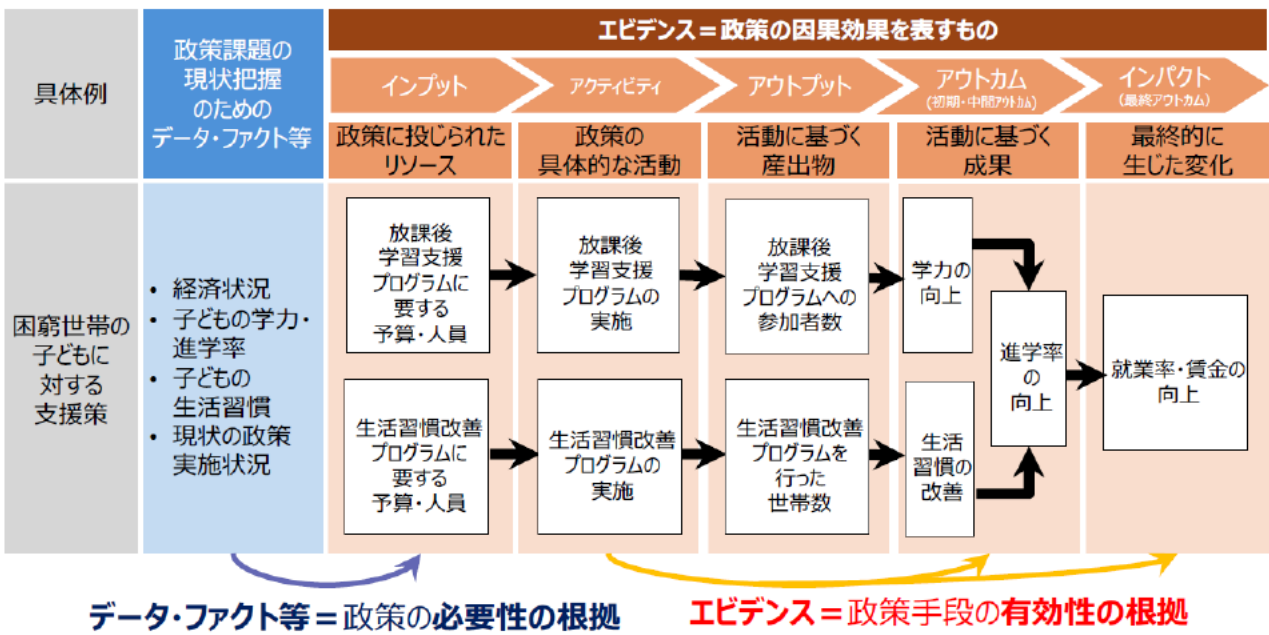 具体例
政策課題の
現状把握
のための
データ・ファクト等
エビデンス＝政策の因果効果を表すもの
インプット
アクティビティ
アウトプット
アウトカム
(初期・中間アウトカム)
インパクト
(最終アウトカム)
政策に投じられた
リソース
政策の
具体的な活動
活動に基づく
産出物
活動に基づく
成果
最終的に
生じた変化
困窮世帯の
子どもに
対する
支援策
• 経済状況
• 子どもの学力・
進学率
• 子どもの
生活習慣
• 現状の政策
実施状況
放課後
学習支援
プログラムに
要する
予算・人員
放課後
学習支援
プログラムの
実施
放課後
学習支援
プログラムへの
参加者数
学力の
向上
生活習慣改善
プログラムに
要する
予算・人員
生活習慣改善
プログラムの
実施
生活習慣改善
プログラムを
行った
世帯数
生活
習慣の
改善
進学率
の
向上
就業率・賃金の
向上
データ・ファクト等＝政策の必要性の根拠
エビデンス＝政策手段の有効性の根拠